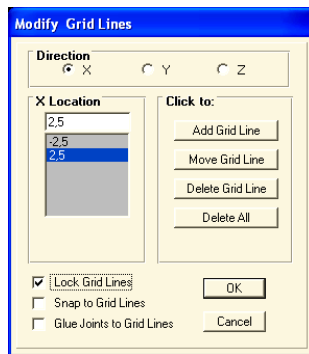 Modify Grid Lines
Direction
X Y Z
X Location
2,5
-2,5
2,5
Click to:
Add Grid Line
Move Grid Line
Delete Grid Line
Delete All
Lock Grid Lines
Snap to Grid Lines
Glue Joints to Grid Lines
OK
Cancel